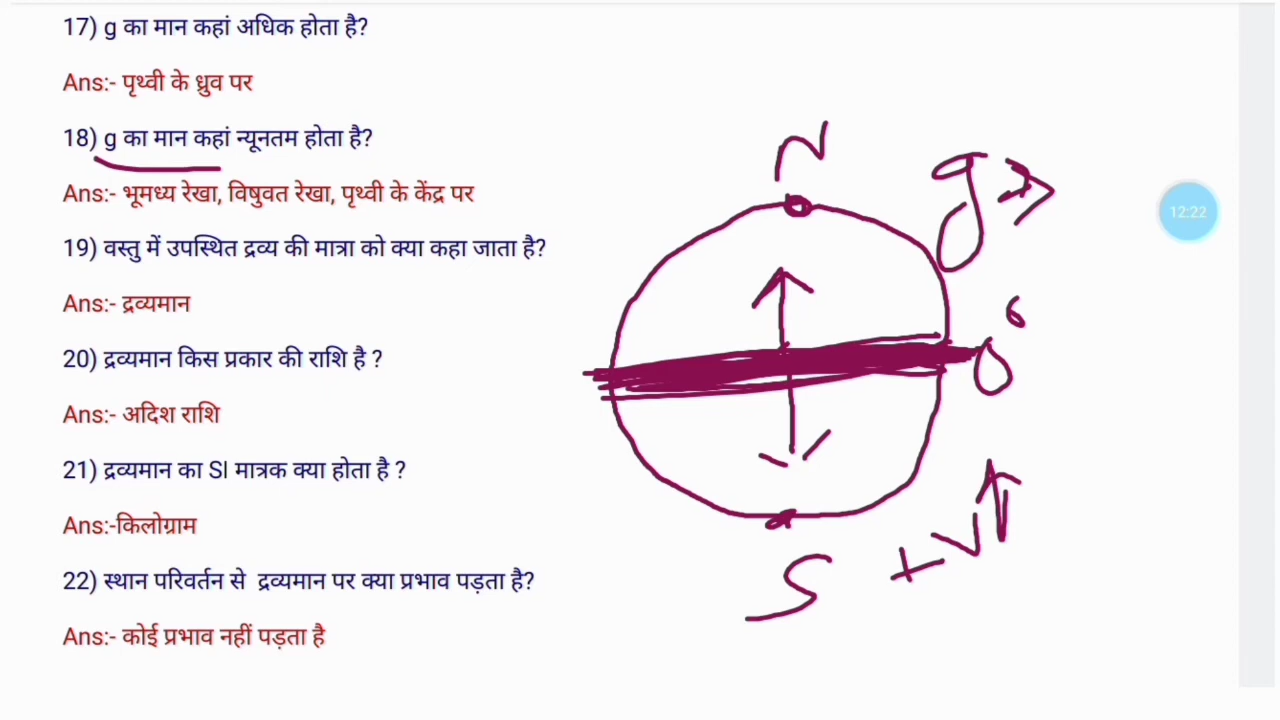 17) g का मान कहां अधिक होता है?
Ans:- पृथ्वी के ध्रुव पर
18) g का मान कहां न्यूनतम होता है?
Ans:- भूमध्य रेखा, विषुवत रेखा, पृथ्वी के केंद्र पर
19) वस्तु में उपस्थित द्रव्य की मात्रा को क्या कहा जाता है?
Ans:- द्रव्यमान
20) द्रव्यमान किस प्रकार की राशि है ?
Ans:- अदिश राशि
21) द्रव्यमान का SI मात्रक क्या होता है ?
Ans:-किलोग्राम
22) स्थान परिवर्तन से द्रव्यमान पर क्या प्रभाव पड़ता है?
Ans:- कोई प्रभाव नहीं पड़ता है
N
g
12:22
0°
S